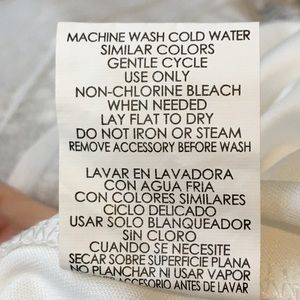 MACHINE WASH COLD WATER
SIMILAR COLORS
GENTLE CYCLE
USE ONLY
NON-CHLORINE BLEACH
WHEN NEEDED
LAY FLAT TO DRY
DO NOT IRON OR STEAM
REMOVE ACCESSORY BEFORE WASH
LAVAR EN LAVADORA
CON AGUA FRIA
CON COLORES SIMILARES
CICLO DELICADO
USAR SOLO BLANQUEADOR
SIN CLORO
CUANDO SE NECESITE
SECAR SOBRE SUPERFICIE PLANA
NO PLANCHAR NI USAR VAPOR
ACCESORIO ANTES DE LAVAR